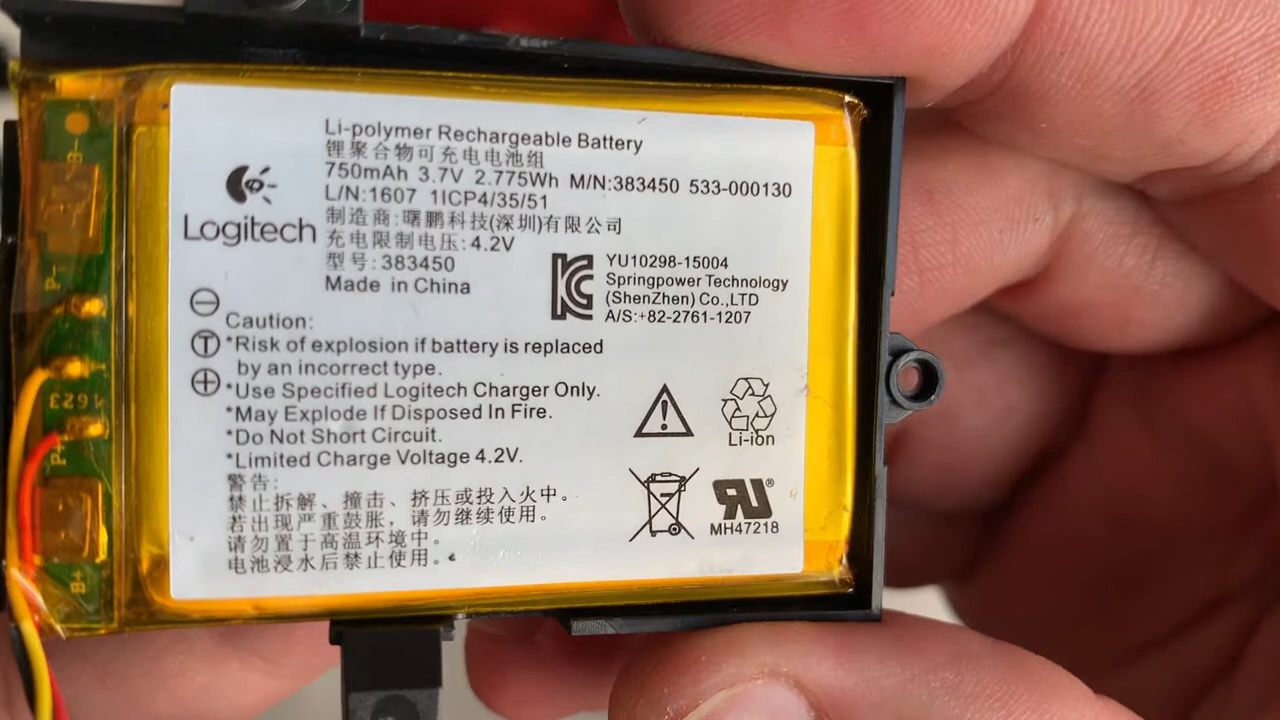 Li-polymer Rechargeable Battery
锂聚合物可充电电池组
750mAh 3.7V 2.775Wh M/N:383450 533-000130
L/N:1607 1ICP4/35/51
制造商:曙鹏科技(深圳)有限公司
充电限制电压:4.2V
型号:383450
Made in China
Logitech
YU10298-15004
Springpower Technology
(ShenZhen) Co.,LTD
A/S:+82-2761-1207
Caution:
*Risk of explosion if battery is replaced
by an incorrect type.
*Use Specified Logitech Charger Only.
*May Explode If Disposed In Fire.
*Do Not Short Circuit.
*Limited Charge Voltage 4.2V.
警告:
禁止拆解、撞击、挤压或投入火中。
若出现严重鼓胀，请勿继续使用。
请勿置于高温环境中。
电池浸水后禁止使用。
Li-ion
MH47218
B-
P-
1623
P+
B+